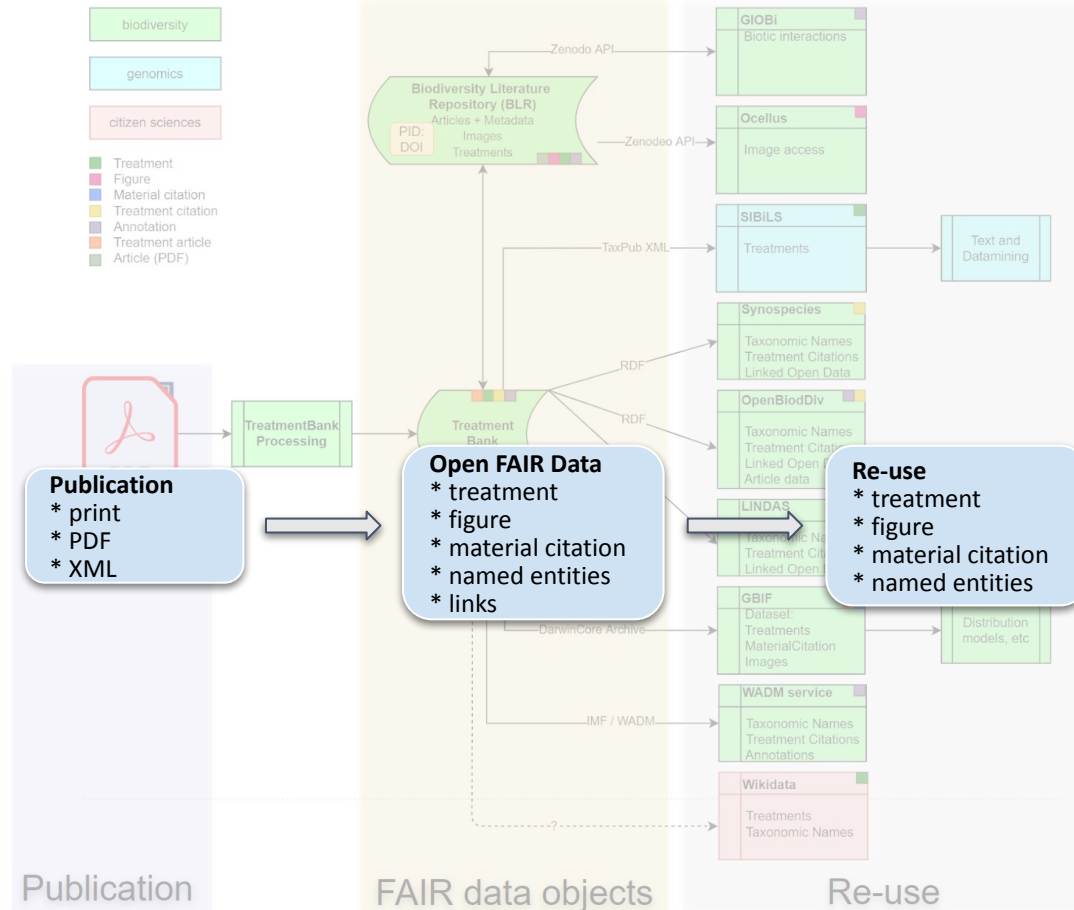 biodiversity
genomics
citizen sciences
Treatment
Figure
Material citation
Treatment citation
Annotation
Treatment article
Article (PDF)
Zenodo API
Biodiversity Literature
Repository (BLR)
Articles + Metadata
Images
Treatments
PID:
DOI
Zenodeo API
TaxPub XML
RDF
RDF
TreatmentBank
Processing
Treatment
Bank
DarwinCore Archive
IMF / WADM
?
GlOBi
Biotic interactions
Ocellus
Image access
SIBiLS
Treatments
Text and
Datamining
Synospecies
Taxonomic Names
Treatment Citations
Linked Open Data
OpenBiodDiv
Taxonomic Names
Treatment Citations
Linked Open Data
Article data
LINDAS
Taxonomic Names
Treatment Citations
Linked Open Data
GBIF
Dataset:
Treatments
MaterialCitation
Images
Distribution
models, etc
WADM service
Taxonomic Names
Treatment Citations
Annotations
Wikidata
Treatments
Taxonomic Names
Publication
* print
* PDF
* XML
Open FAIR Data
* treatment
* figure
* material citation
* named entities
* links
Re-use
* treatment
* figure
* material citation
* named entities
Publication
FAIR data objects
Re-use